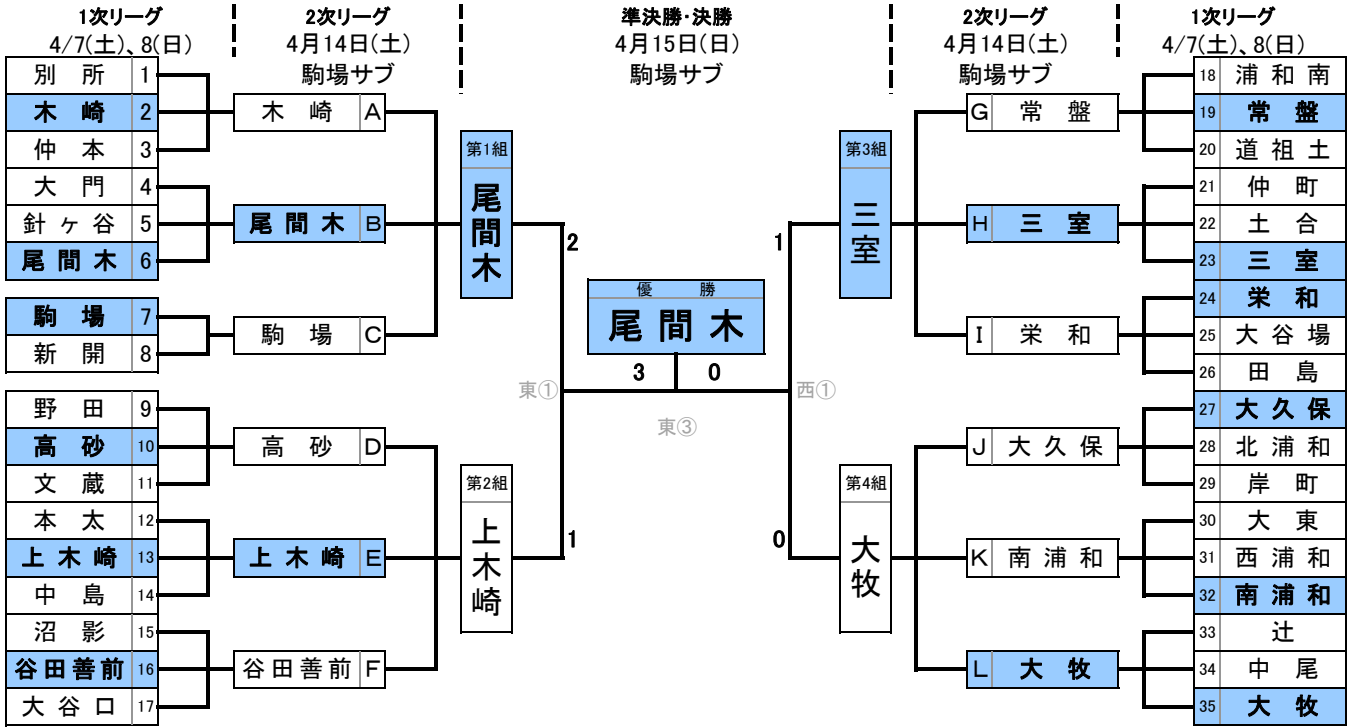 1次リーグ
4/7(土)、8(日)
2次リーグ
4月14日(土)
駒場サブ
準決勝・決勝
4月15日(日)
駒場サブ
2次リーグ
4月14日(土)
駒場サブ
1次リーグ
4/7(土)、8(日)
別所 1
木崎 2
仲本 3
大門 4
針ヶ谷 5
尾間木 6
駒場 7
新開 8
野田 9
高砂 10
文蔵 11
本太 12
上木崎 13
中島 14
沼影 15
谷田善前 16
大谷口 17
木崎 A
尾間木 B
駒場 C
高砂 D
上木崎 E
谷田善前 F
第1組
尾間木
2
第2組
上木崎
1
東①
優勝
尾間木
3 0
東③
西①
第3組
三室
1
第4組
大牧
0
G 常盤
H 三室
I 栄和
J 大久保
K 南浦和
L 大牧
18 浦和南
19 常盤
20 道祖土
21 仲町
22 土合
23 三室
24 栄和
25 大谷場
26 田島
27 大久保
28 北浦和
29 岸町
30 大東
31 西浦和
32 南浦和
33 辻
34 中尾
35 大牧